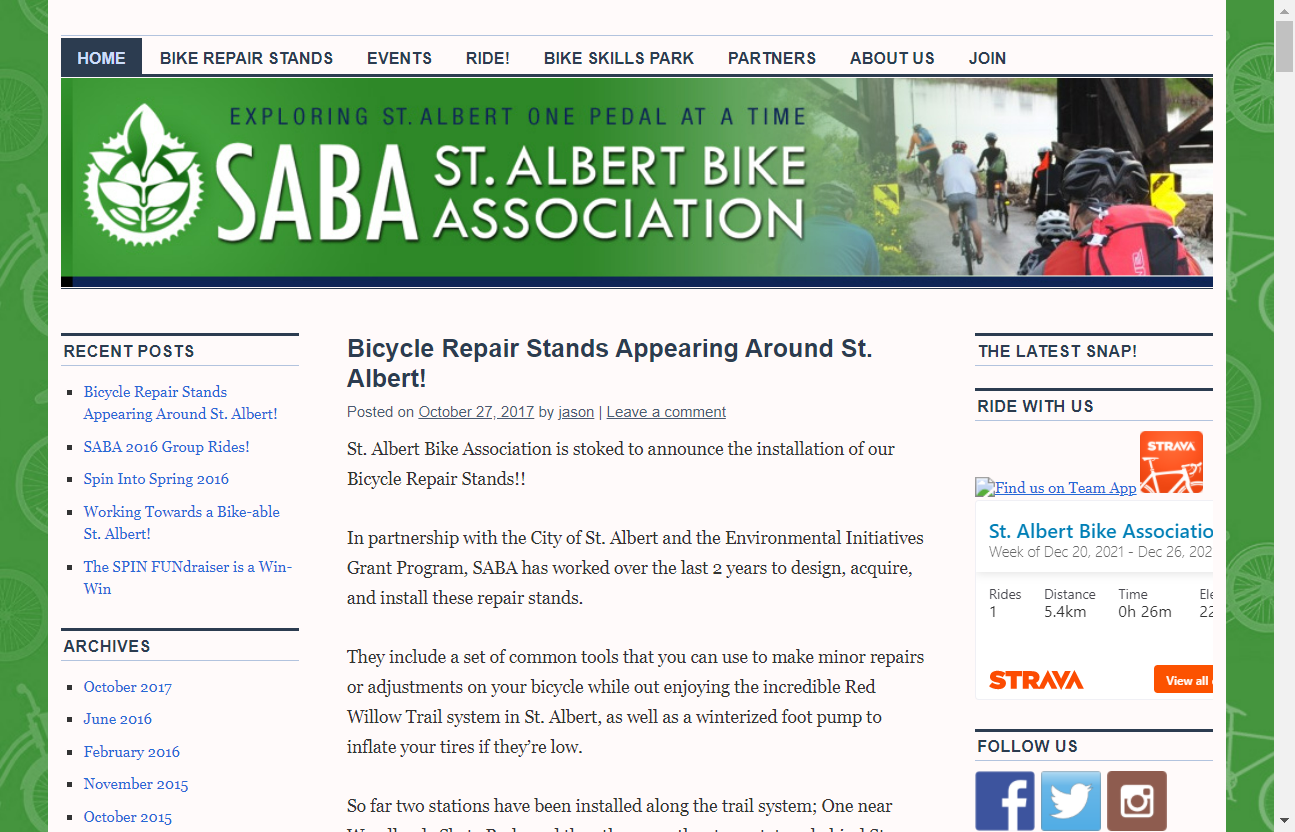 HOME BIKE REPAIR STANDS EVENTS RIDE! BIKE SKILLS PARK PARTNERS ABOUT US JOIN
EXPLORING ST. ALBERT ONE PEDAL AT A TIME
SABA ST. ALBERT BIKE
ASSOCIATION
RECENT POSTS
Bicycle Repair Stands
Appearing Around St. Albert!
SABA 2016 Group Rides!
Spin Into Spring 2016
Working Towards a Bike-able
St. Albert!
The SPIN FUNdraiser is a Win-
Win
ARCHIVES
October 2017
June 2016
February 2016
November 2015
October 2015
Bicycle Repair Stands Appearing Around St.
Albert!
Posted on October 27, 2017 by jason | Leave a comment
St. Albert Bike Association is stoked to announce the installation of our
Bicycle Repair Stands!!
In partnership with the City of St. Albert and the Environmental Initiatives
Grant Program, SABA has worked over the last 2 years to design, acquire,
and install these repair stands.
They include a set of common tools that you can use to make minor repairs
or adjustments on your bicycle while out enjoying the incredible Red
Willow Trail system in St. Albert, as well as a winterized foot pump to
inflate your tires if they're low.
So far two stations have been installed along the trail system; One near
THE LATEST SNAP!
RIDE WITH US
STRAVA
Find us on Team App
St. Albert Bike Associatio
Week of Dec 20, 2021 - Dec 26, 202
Rides Distance Time Ele
1 5.4km 0h 26m 22
STRAVA View all
FOLLOW US